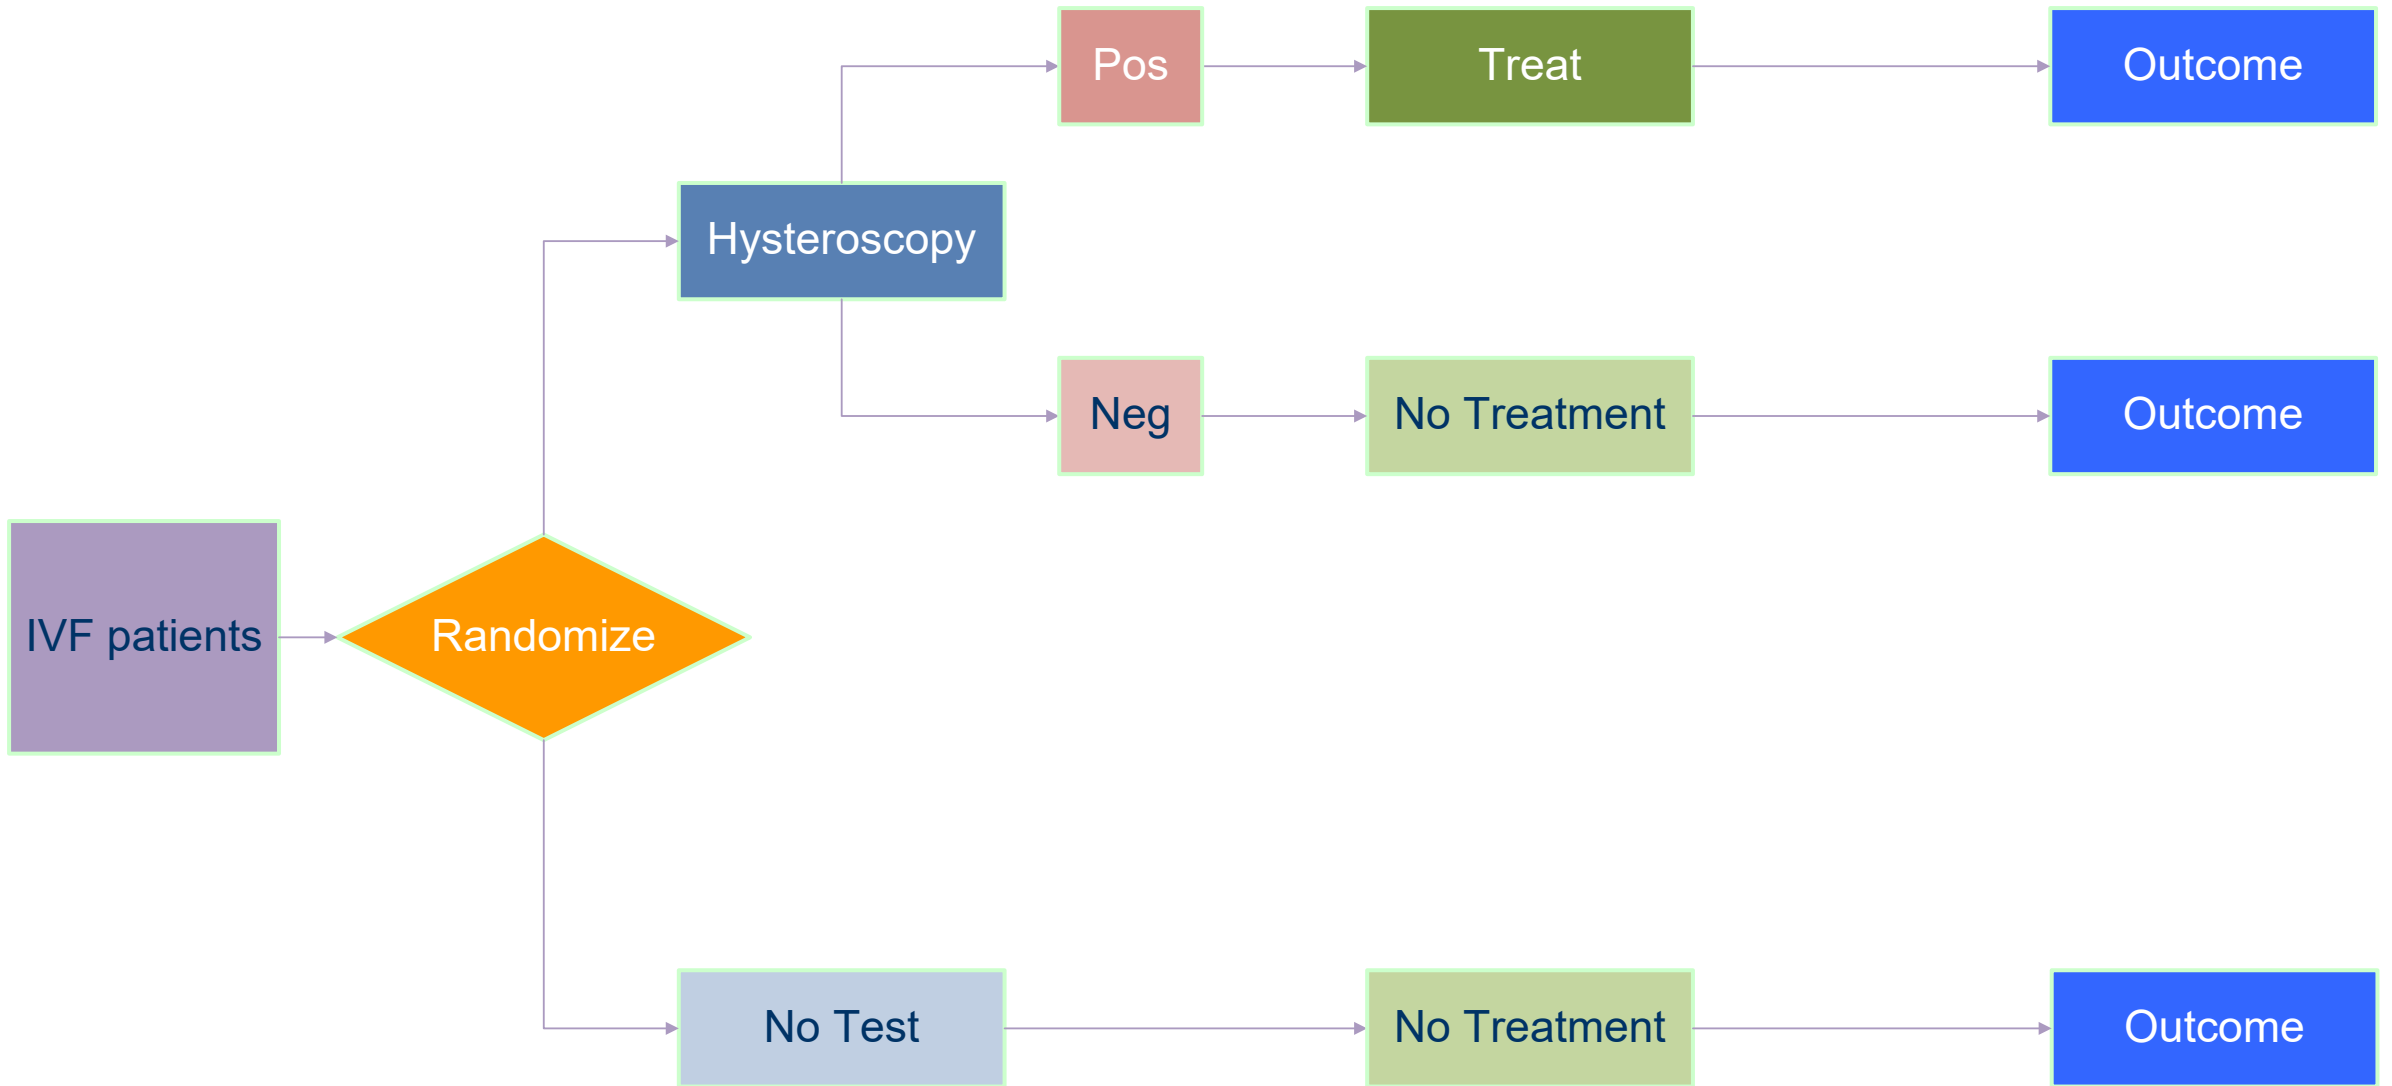 Pos
Treat
Outcome
Hysteroscopy
Neg
No Treatment
Outcome
IVF patients
Randomize
No Test
No Treatment
Outcome